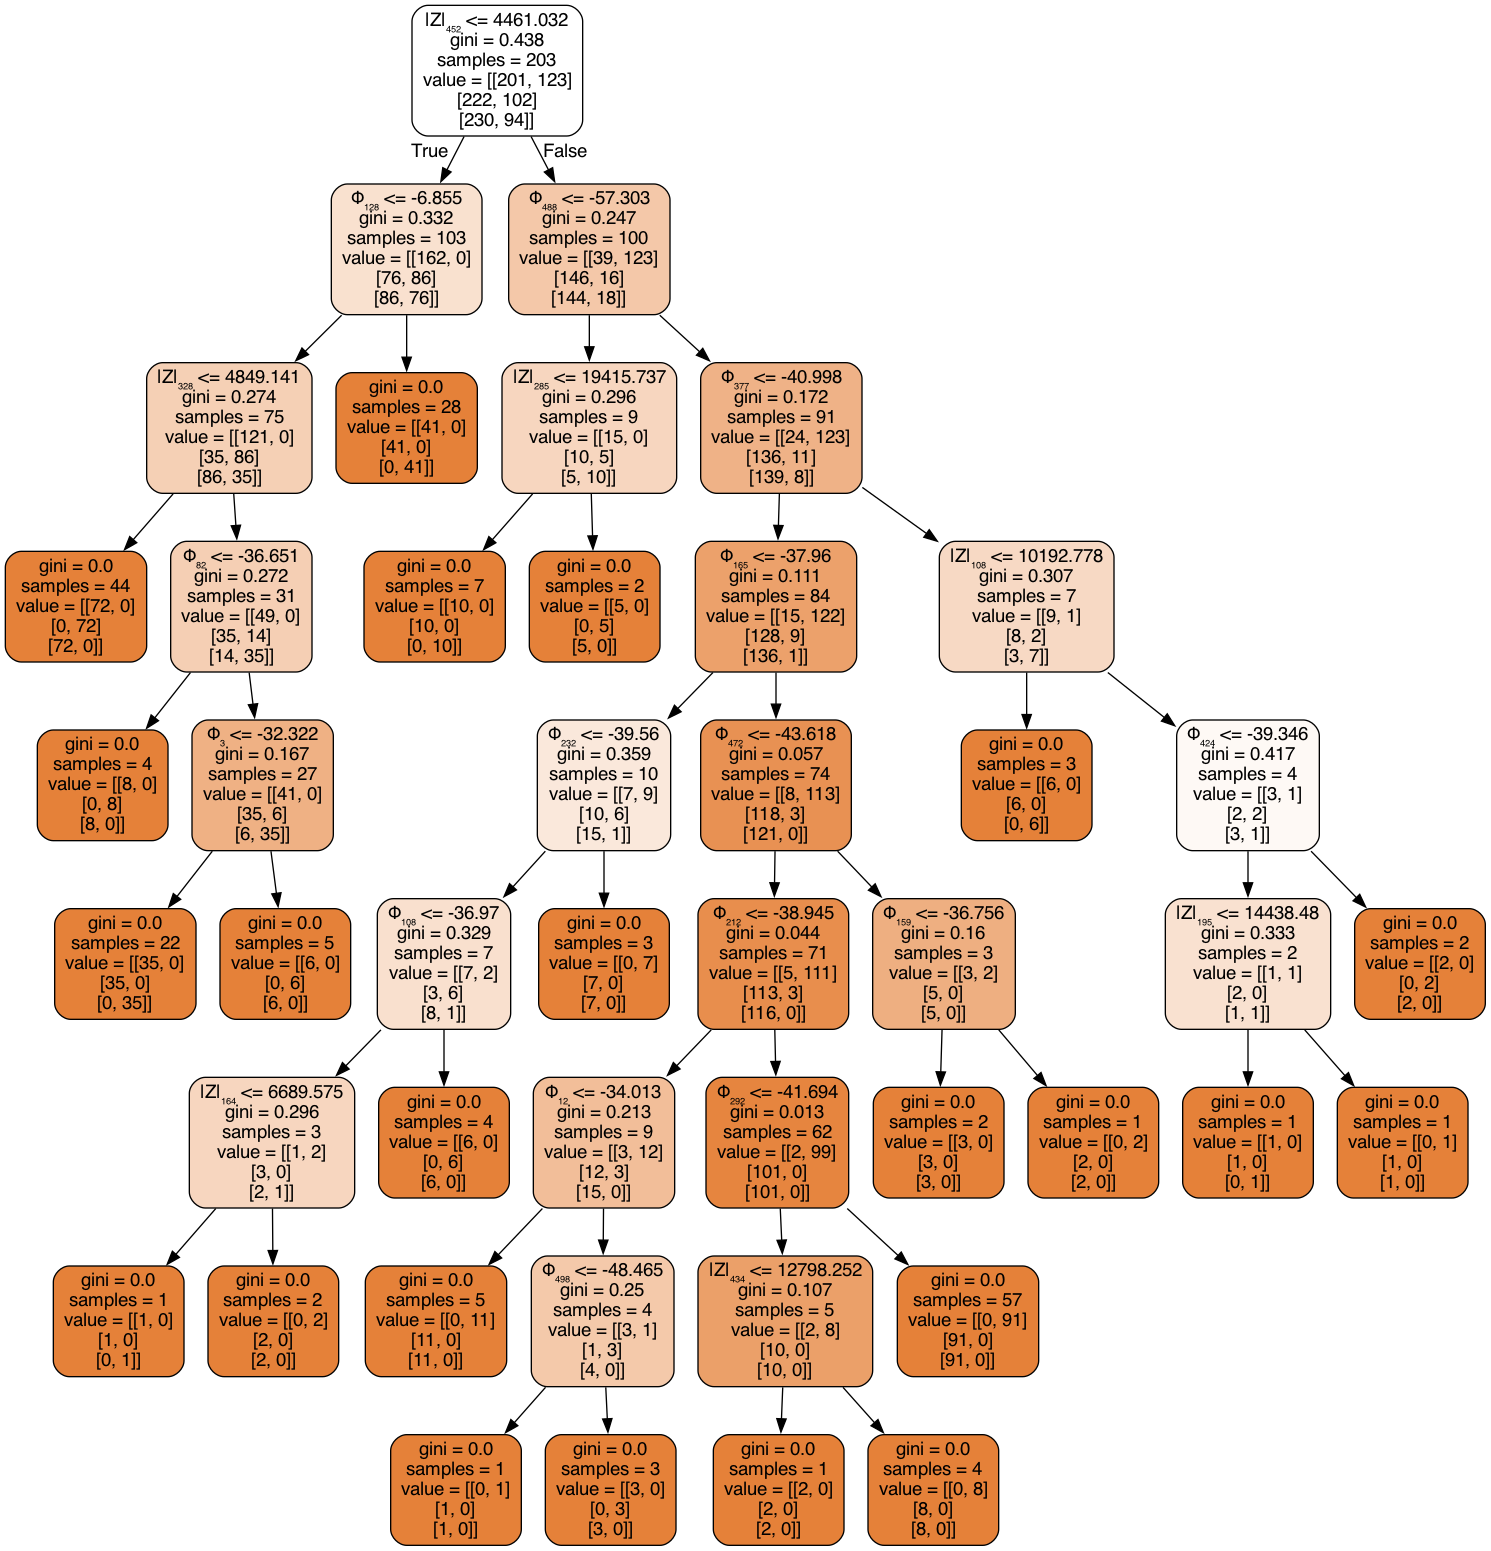 |Z|₄₅₂ <= 4461.032
gini = 0.438
samples = 203
value = [[201, 123]
[222, 102]
[230, 94]]
True
False
Φ₁₂₈ <= -6.855
gini = 0.332
samples = 103
value = [[162, 0]
[76, 86]
[86, 76]]
Φ₄₈₈ <= -57.303
gini = 0.247
samples = 100
value = [[39, 123]
[146, 16]
[144, 18]]
|Z|₃₂₈ <= 4849.141
gini = 0.274
samples = 75
value = [[121, 0]
[35, 86]
[86, 35]]
gini = 0.0
samples = 28
value = [[41, 0]
[41, 0]
[0, 41]]
|Z|₂₈₅ <= 19415.737
gini = 0.296
samples = 9
value = [[15, 0]
[10, 5]
[5, 10]]
Φ₃₇₇ <= -40.998
gini = 0.172
samples = 91
value = [[24, 123]
[136, 11]
[139, 8]]
gini = 0.0
samples = 44
value = [[72, 0]
[0, 72]
[72, 0]]
Φ₈₂ <= -36.651
gini = 0.272
samples = 31
value = [[49, 0]
[35, 14]
[14, 35]]
gini = 0.0
samples = 7
value = [[10, 0]
[10, 0]
[0, 10]]
gini = 0.0
samples = 2
value = [[5, 0]
[0, 5]
[5, 0]]
Φ₁₆₅ <= -37.96
gini = 0.111
samples = 84
value = [[15, 122]
[128, 9]
[136, 1]]
|Z|₁₀₈ <= 10192.778
gini = 0.307
samples = 7
value = [[9, 1]
[8, 2]
[3, 7]]
gini = 0.0
samples = 4
value = [[8, 0]
[0, 8]
[8, 0]]
Φ₃ <= -32.322
gini = 0.167
samples = 27
value = [[41, 0]
[35, 6]
[6, 35]]
Φ₂₃₂ <= -39.56
gini = 0.359
samples = 10
value = [[7, 9]
[10, 6]
[15, 1]]
Φ₄₇₂ <= -43.618
gini = 0.057
samples = 74
value = [[8, 113]
[118, 3]
[121, 0]]
gini = 0.0
samples = 3
value = [[6, 0]
[6, 0]
[0, 6]]
Φ₄₂₄ <= -39.346
gini = 0.417
samples = 4
value = [[3, 1]
[2, 2]
[3, 1]]
gini = 0.0
samples = 22
value = [[35, 0]
[35, 0]
[0, 35]]
gini = 0.0
samples = 5
value = [[6, 0]
[0, 6]
[6, 0]]
Φ₁₀₈ <= -36.97
gini = 0.329
samples = 7
value = [[7, 2]
[3, 6]
[8, 1]]
gini = 0.0
samples = 3
value = [[0, 7]
[7, 0]
[7, 0]]
Φ₂₁₂ <= -38.945
gini = 0.044
samples = 71
value = [[5, 111]
[113, 3]
[116, 0]]
Φ₁₅₉ <= -36.756
gini = 0.16
samples = 3
value = [[3, 2]
[5, 0]
[5, 0]]
|Z|₁₉₅ <= 14438.48
gini = 0.333
samples = 2
value = [[1, 1]
[2, 0]
[1, 1]]
gini = 0.0
samples = 2
value = [[2, 0]
[0, 2]
[2, 0]]
|Z|₁₆₄ <= 6689.575
gini = 0.296
samples = 3
value = [[1, 2]
[3, 0]
[2, 1]]
gini = 0.0
samples = 4
value = [[6, 0]
[0, 6]
[6, 0]]
Φ₁₂ <= -34.013
gini = 0.213
samples = 9
value = [[3, 12]
[12, 3]
[15, 0]]
Φ₂₉₂ <= -41.694
gini = 0.013
samples = 62
value = [[2, 99]
[101, 0]
[101, 0]]
gini = 0.0
samples = 2
value = [[3, 0]
[3, 0]
[3, 0]]
gini = 0.0
samples = 1
value = [[0, 2]
[2, 0]
[2, 0]]
gini = 0.0
samples = 1
value = [[1, 0]
[1, 0]
[0, 1]]
gini = 0.0
samples = 1
value = [[0, 1]
[1, 0]
[1, 0]]
gini = 0.0
samples = 1
value = [[1, 0]
[1, 0]
[0, 1]]
gini = 0.0
samples = 2
value = [[0, 2]
[2, 0]
[2, 0]]
gini = 0.0
samples = 5
value = [[0, 11]
[11, 0]
[11, 0]]
Φ₄₉₈ <= -48.465
gini = 0.25
samples = 4
value = [[3, 1]
[1, 3]
[4, 0]]
|Z|₄₃₄ <= 12798.252
gini = 0.107
samples = 5
value = [[2, 8]
[10, 0]
[10, 0]]
gini = 0.0
samples = 57
value = [[0, 91]
[91, 0]
[91, 0]]
gini = 0.0
samples = 1
value = [[0, 1]
[1, 0]
[1, 0]]
gini = 0.0
samples = 3
value = [[3, 0]
[0, 3]
[3, 0]]
gini = 0.0
samples = 1
value = [[2, 0]
[2, 0]
[2, 0]]
gini = 0.0
samples = 4
value = [[0, 8]
[8, 0]
[8, 0]]